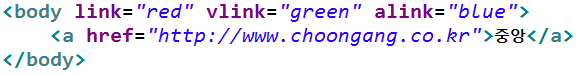 <body link="red" vlink="green" alink="blue">
<a href="http://www.choongang.co.kr">중앙</a>
</body>